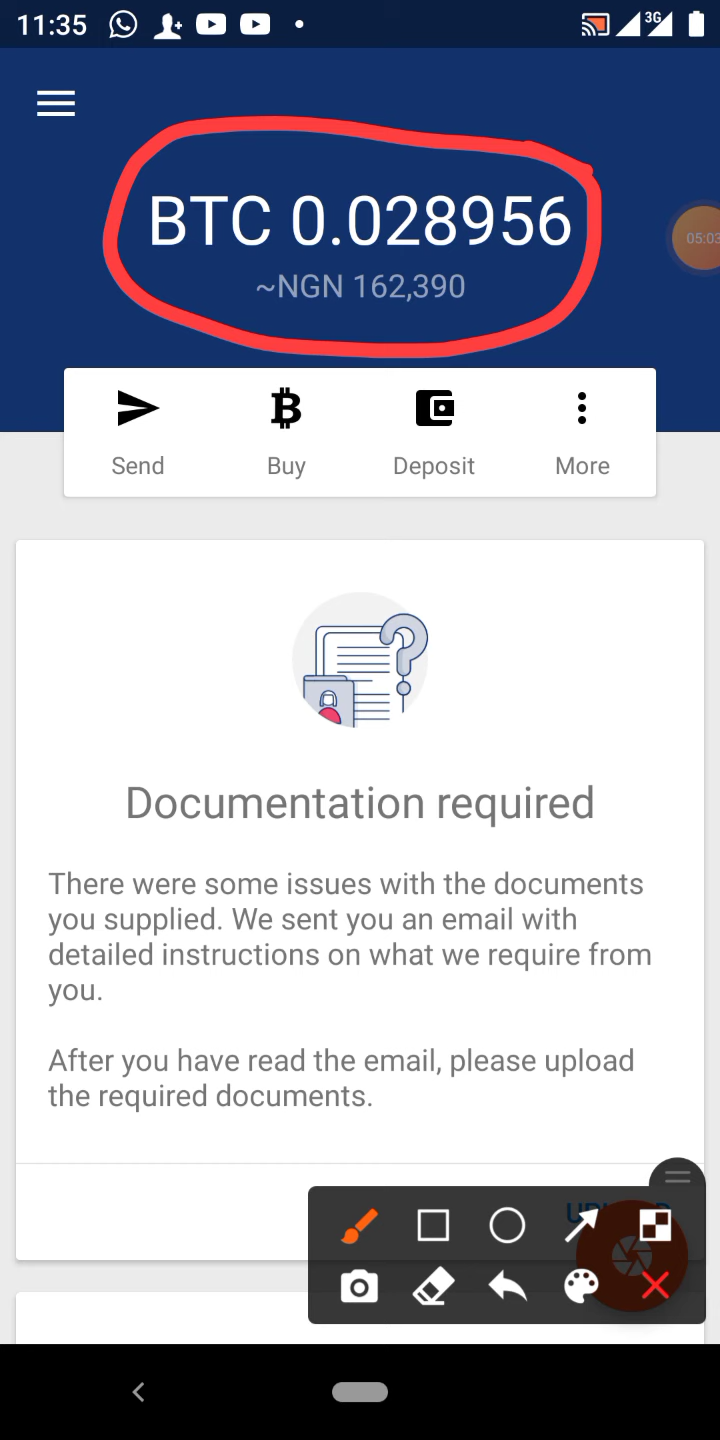 11:35
3G
BTC 0.028956
~NGN 162,390
05:03
Send
Buy
Deposit
More
Documentation required
There were some issues with the documents
you supplied. We sent you an email with
detailed instructions on what we require from
you.
After you have read the email, please upload
the required documents.